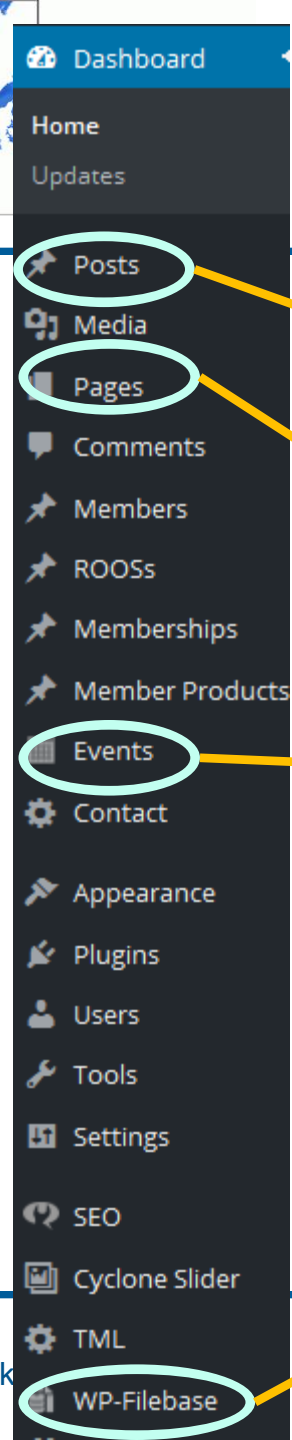 Dashboard
Home
Updates
Posts
Media
Pages
Comments
Members
ROOSs
Memberships
Member Products
Events
Contact
Appearance
Plugins
Users
Tools
Settings
SEO
Cyclone Slider
TML
WP-Filebase